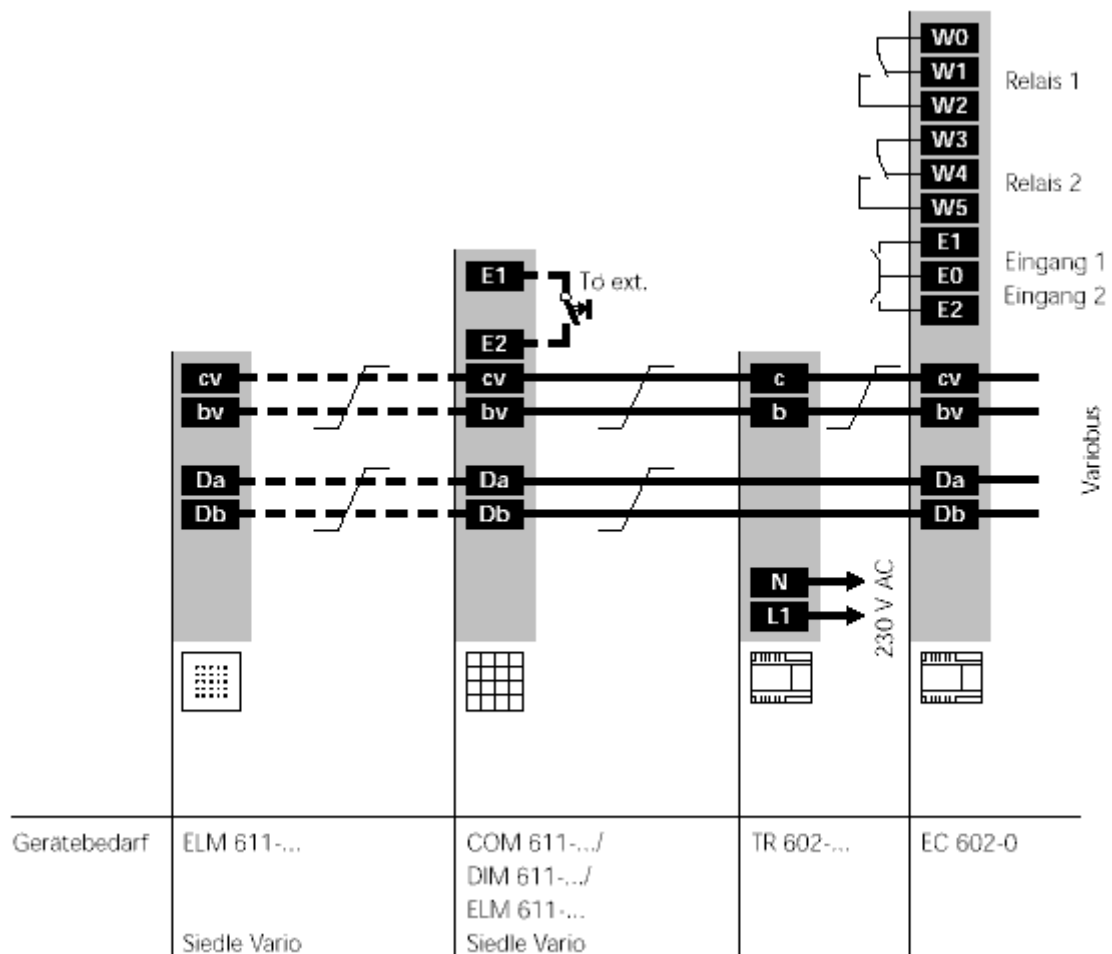 W0
W1
Relais 1
W2
W3
W4
Relais 2
W5
E1
Eingang 1
E0
Eingang 2
E2
E1
Tö ext.
E2
cv
cv
c
cv
bv
bv
b
bv
Variobus
Da
Da
Da
Db
Db
Db
N
L1
230 V AC
Gerätebedarf
ELM 611-...
COM 611-.../
TR 602-...
EC 602-0
DIM 611-.../
ELM 611-...
Siedle Vario
Siedle Vario